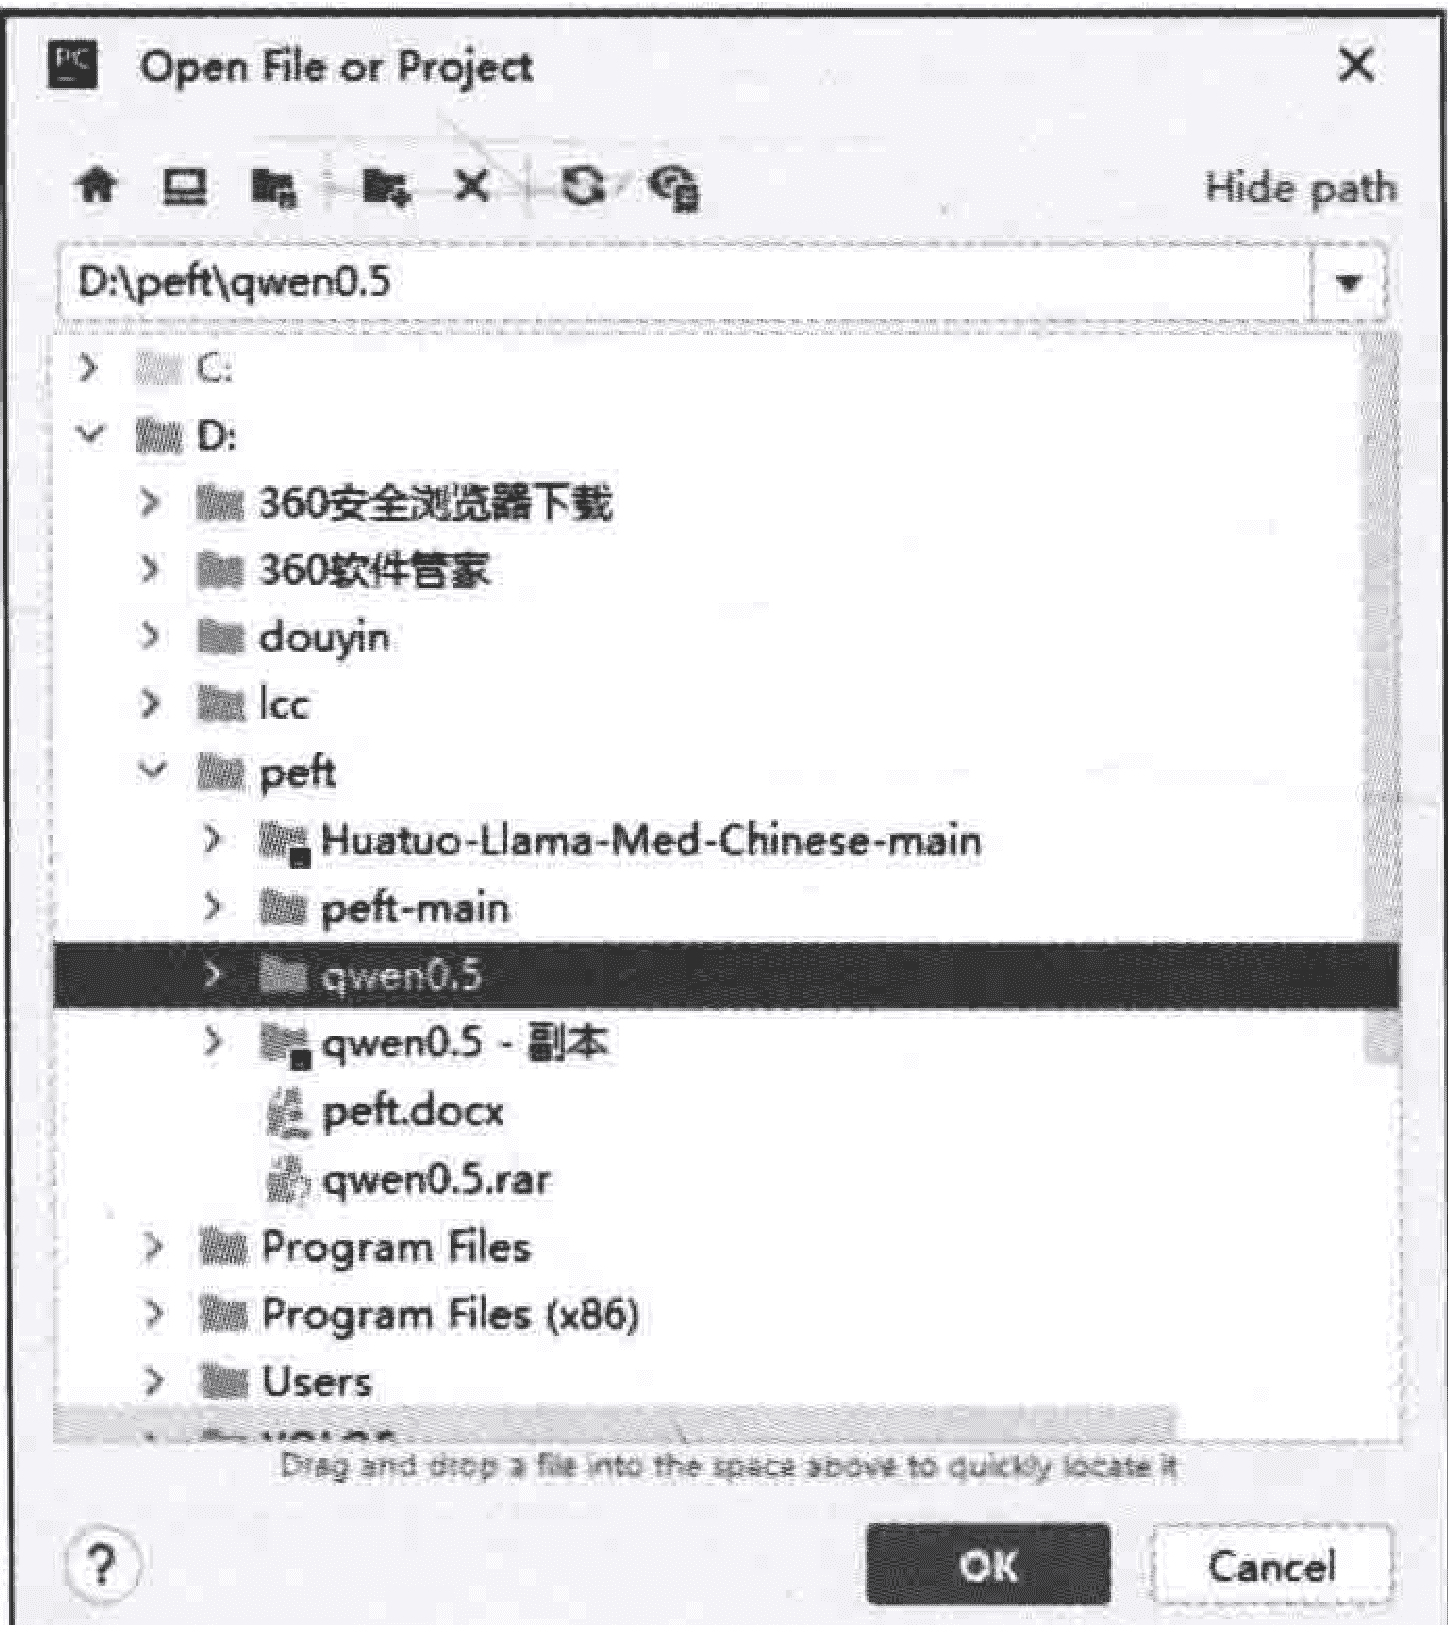 PC
Open File or Project
Hide path
D:\peft\qwen0.5
C:
D:
360安全浏览器下载
360软件管家
douyin
lcc
peft
Huatuo-Llama-Med-Chinese-main
peft-main
qwen0.5
qwen0.5 - 副本
peft.docx
qwen0.5.rar
Program Files
Program Files (x86)
Users
Drag and drop a file into the space above to quickly locate it
?
OK
Cancel